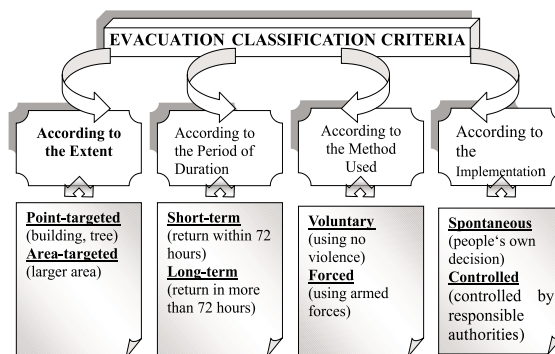 EVACUATION CLASSIFICATION CRITERIA
According to
the Extent
According to
the Period of
Duration
According to
the Method
Used
According to
the
Implementation
Point-targeted
(building, tree)
Area-targeted
(larger area)
Short-term
(return within 72
hours)
Long-term
(return in more
than 72 hours)
Voluntary
(using no
violence)
Forced
(using armed
forces)
Spontaneous
(people‘s own
decision)
Controlled
(controlled by
responsible
authorities)